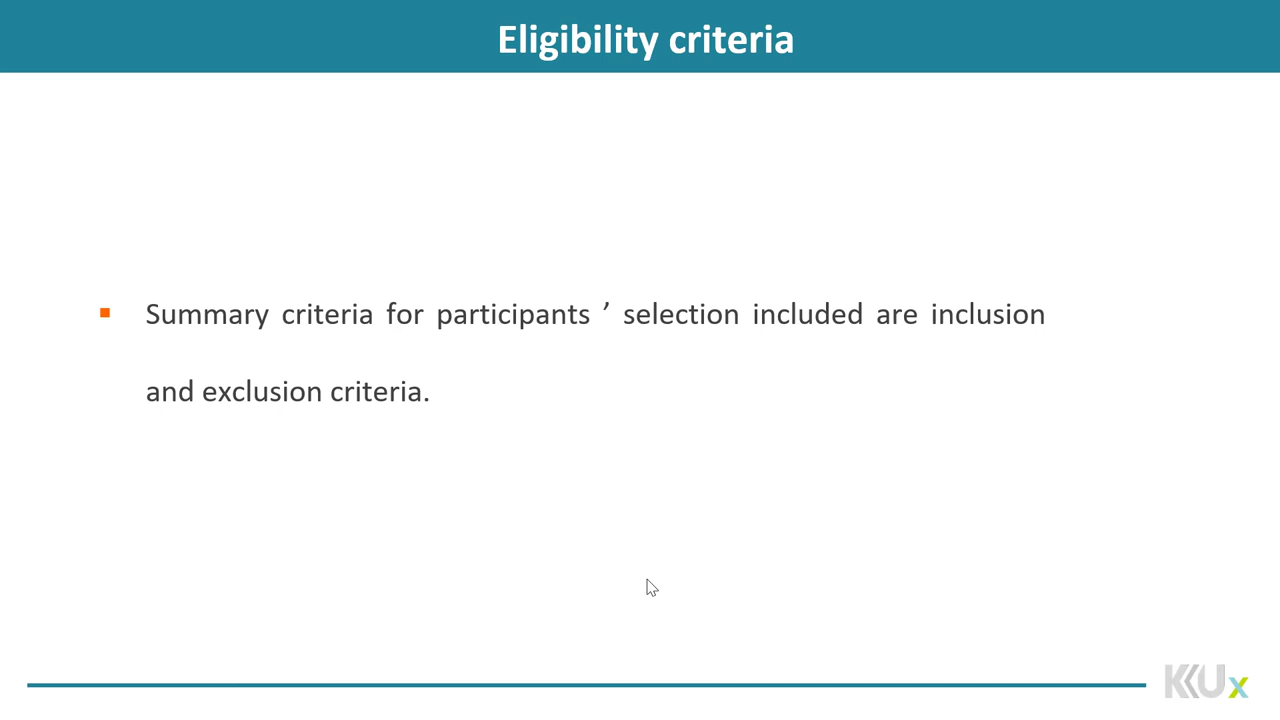 Eligibility criteria
Summary criteria for participants ’ selection included are inclusion
and exclusion criteria.
KKUx